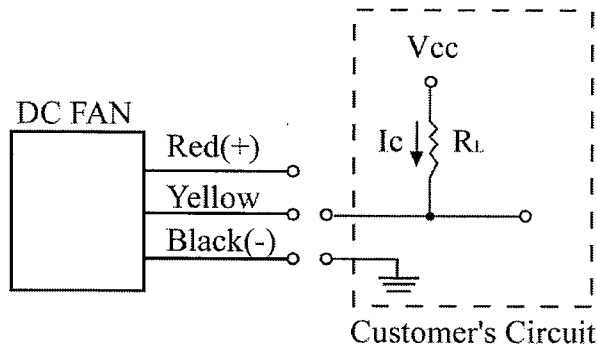 Vcc
DC FAN
Red(+)
Ic
RL
Yellow
Black(-)
Customer's Circuit